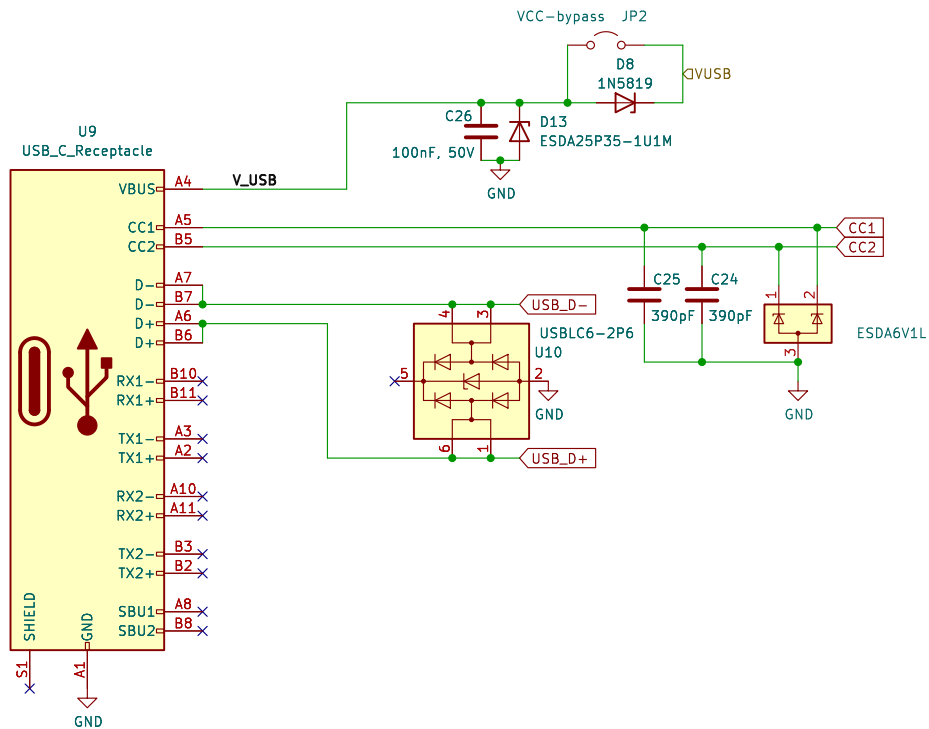 VCC-bypass JP2
D8
1N5819
VUSB
C26
100nF, 50V
D13
ESDA25P35-1U1M
GND
U9
USB_C_Receptacle
VBUS A4
V_USB
CC1 A5
CC2 B5
CC1
CC2
D- A7
D- B7
D+ A6
D+ B6
C25
390pF
C24
390pF
1 2
3
ESDA6V1L
GND
USB_D-
4 3
USBLC6-2P6
U10
5 2
GND
6 1
USB_D+
RX1- B10
RX1+ B11
TX1- A3
TX1+ A2
RX2- A10
RX2+ A11
TX2- B3
TX2+ B2
SBU1 A8
SBU2 B8
SHIELD
GND
S1
A1
GND